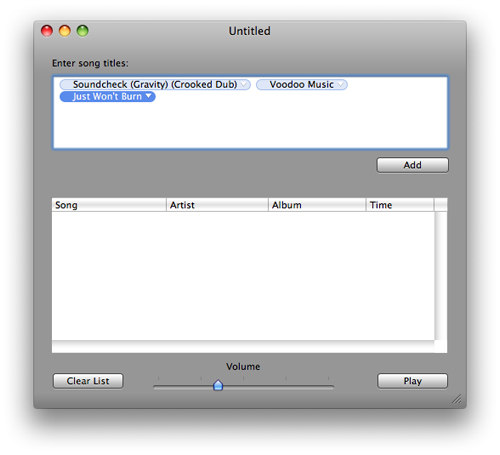 Untitled
Enter song titles:
Soundcheck (Gravity) (Crooked Dub) Voodoo Music
Just Won't Burn
Add
Song Artist Album Time
Volume
Clear List Play